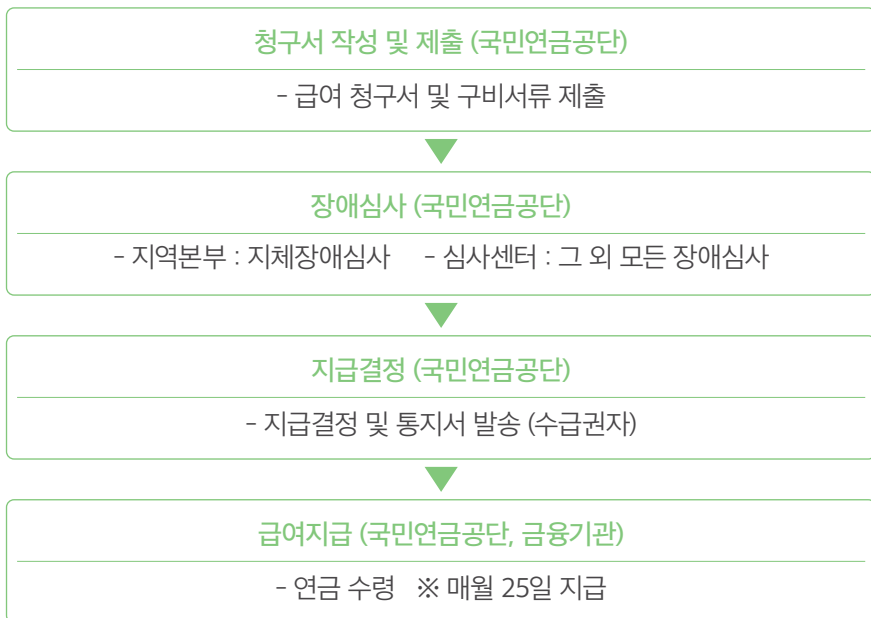 청구서 작성 및 제출 (국민연금공단)
- 급여 청구서 및 구비서류 제출
장애심사 (국민연금공단)
- 지역본부 : 지체장애심사 - 심사센터 : 그 외 모든 장애심사
지급결정 (국민연금공단)
- 지급결정 및 통지서 발송 (수급권자)
급여지급 (국민연금공단, 금융기관)
- 연금 수령 ※ 매월 25일 지급